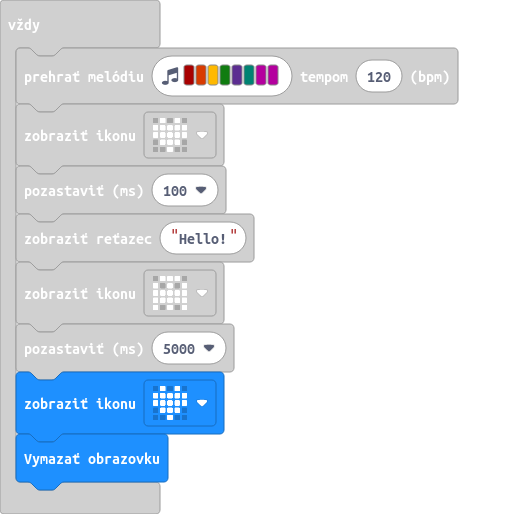 vždy
prehrať melódiu tempom 120 (bpm)
zobraziť ikonu
pozastaviť (ms) 100
zobraziť reťazec "Hello!"
zobraziť ikonu
pozastaviť (ms) 5000
zobraziť ikonu
Vymazať obrazovku